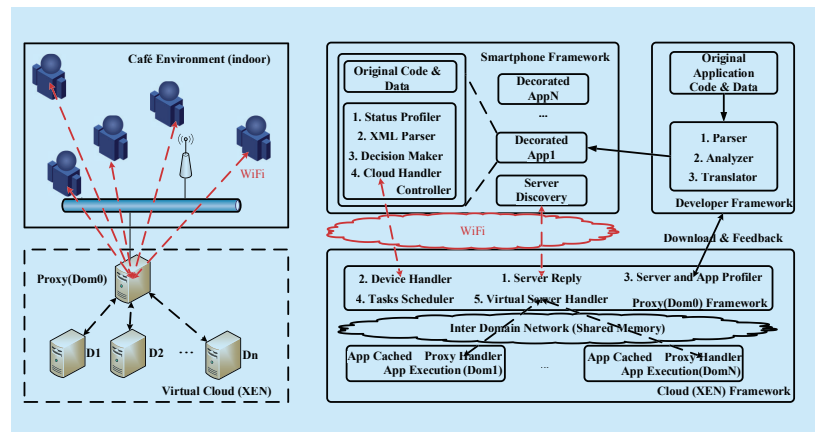 Café Environment (indoor)
WiFi
Proxy(Dom0)
D1
D2
...
Dn
Virtual Cloud (XEN)
Smartphone Framework
Original Code &
Data
1. Status Profiler
2. XML Parser
3. Decision Maker
4. Cloud Handler
Controller
Decorated
AppN
...
Decorated
App1
Server
Discovery
Original
Application
Code & Data
1. Parser
2. Analyzer
3. Translator
Developer Framework
WiFi
Download & Feedback
2. Device Handler
1. Server Reply
3. Server and App Profiler
4. Tasks Scheduler
5. Virtual Server Handler
Proxy(Dom0) Framework
Inter Domain Network (Shared Memory)
App Cached Proxy Handler
App Execution (Dom1)
...
App Cached Proxy Handler
App Execution(DomN)
Cloud (XEN) Framework